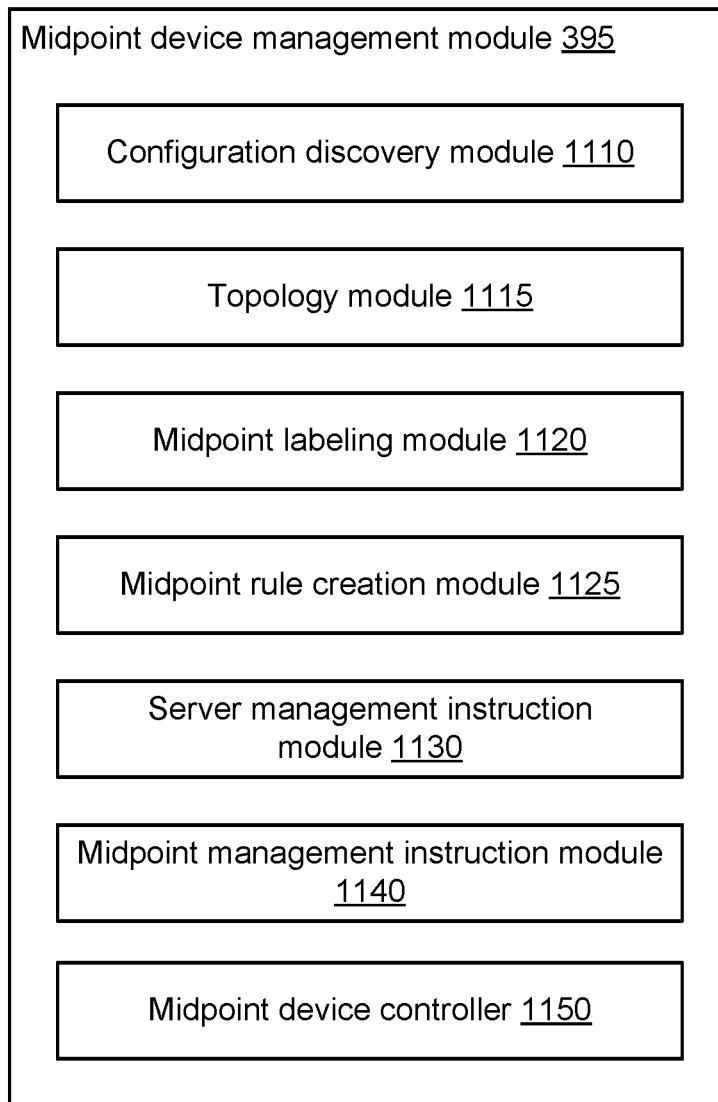 Midpoint device management module 395
Configuration discovery module 1110
Topology module 1115
Midpoint labeling module 1120
Midpoint rule creation module 1125
Server management instruction
module 1130
Midpoint management instruction module
1140
Midpoint device controller 1150